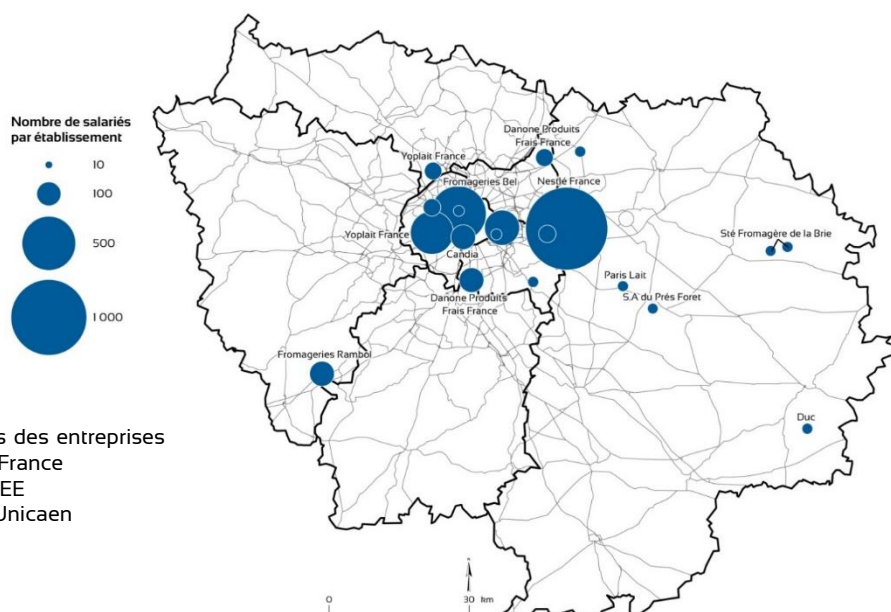 Nombre de salariés
par établissement
10
100
500
1 000
s des entreprises
France
EE
Unicaen
Danone Produits
Frais France
Yoplait France
Fromageries Bel
Nestlé France
Yoplait France
Candia
Sté Fromagère de la Brie
Paris Lait
S.A du Prés Foret
Danone Produits
Frais France
Fromageries Rambol
Duc
N
0 30 km